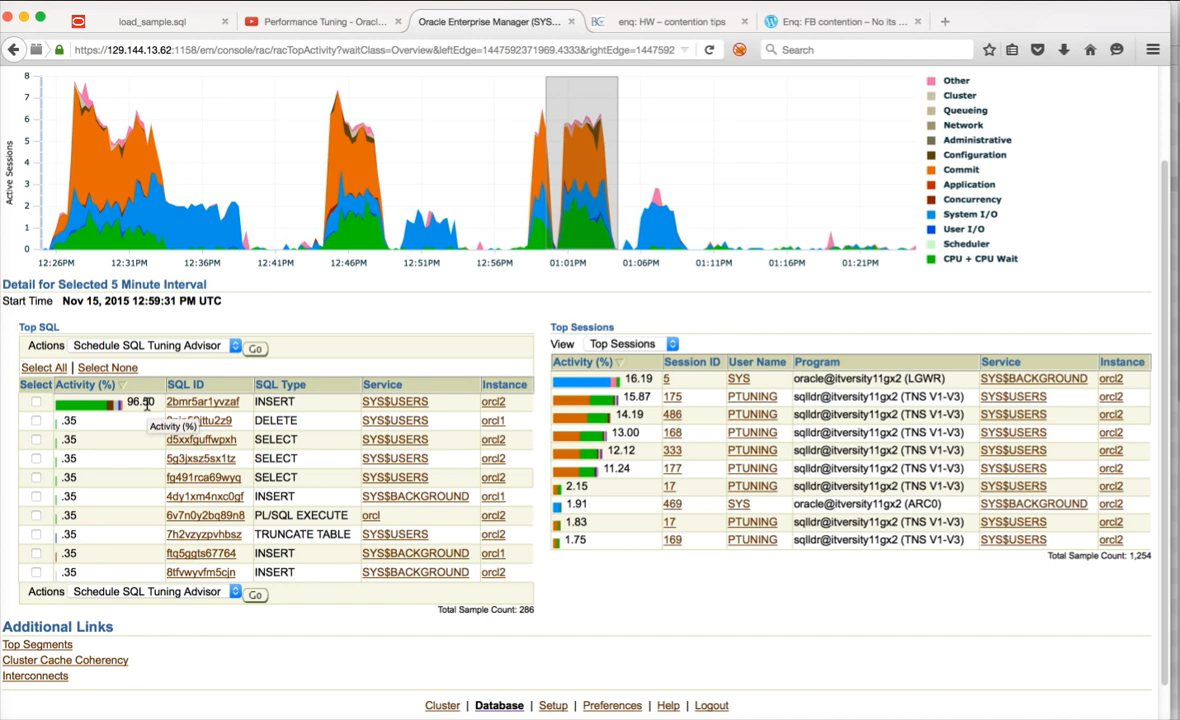 load_sample.sql × Performance Tuning - Oracl... × Oracle Enterprise Manager (SYS... × enq: HW – contention tips × Enq: FB contention – No its ... × +
https://129.144.13.62:1158/em/console/rac/racTopActivity?waitClass=Overview&leftEdge=1447592371969.4333&rightEdge=1447592 Search
Active Sessions
8
7
6
5
4
3
2
1
0
12:26PM 12:31PM 12:36PM 12:41PM 12:46PM 12:51PM 12:56PM 01:01PM 01:06PM 01:11PM 01:16PM 01:21PM
Other
Cluster
Queueing
Network
Administrative
Configuration
Commit
Application
Concurrency
System I/O
User I/O
Scheduler
CPU + CPU Wait
Detail for Selected 5 Minute Interval
Start Time Nov 15, 2015 12:59:31 PM UTC
Top SQL
Actions Schedule SQL Tuning Advisor Go
Select All | Select None
Select Activity (%) SQL ID SQL Type Service Instance
96.50 2bmr5ar1yvzaf INSERT SYS$USERS orcl2
.35 DELETE SYS$USERS orcl1
Activity (%)
.35 d5xxfguffwpxh SELECT SYS$USERS orcl2
.35 5g3jxsz5sx1tz SELECT SYS$USERS orcl2
.35 fg491rca69wyq SELECT SYS$USERS orcl2
.35 4dy1xm4nxc0gf INSERT SYS$BACKGROUND orcl1
.35 6v7n0y2bq89n8 PL/SQL EXECUTE orcl orcl2
.35 7h2vzyzpvhbsz TRUNCATE TABLE SYS$USERS orcl2
.35 ftq5gqts67764 INSERT SYS$BACKGROUND orcl1
.35 8tfwwyvfm5cjn INSERT SYS$BACKGROUND orcl2
Actions Schedule SQL Tuning Advisor Go
Total Sample Count: 286
Top Sessions
View Top Sessions
Activity (%) Session ID User Name Program Service Instance
16.19 5 SYS oracle@itversity11gx2 (LGWR) SYS$BACKGROUND orcl2
15.87 175 PTUNING sqlldr@itversity11gx2 (TNS V1-V3) SYS$USERS orcl2
14.19 486 PTUNING sqlldr@itversity11gx2 (TNS V1-V3) SYS$USERS orcl2
13.00 168 PTUNING sqlldr@itversity11gx2 (TNS V1-V3) SYS$USERS orcl2
12.12 333 PTUNING sqlldr@itversity11gx2 (TNS V1-V3) SYS$USERS orcl2
11.24 177 PTUNING sqlldr@itversity11gx2 (TNS V1-V3) SYS$USERS orcl2
2.15 17 PTUNING sqlldr@itversity11gx2 (TNS V1-V3) SYS$USERS orcl2
1.91 469 SYS oracle@itversity11gx2 (ARC0) SYS$BACKGROUND orcl2
1.83 17 PTUNING sqlldr@itversity11gx2 (TNS V1-V3) SYS$USERS orcl2
1.75 169 PTUNING sqlldr@itversity11gx2 (TNS V1-V3) SYS$USERS orcl2
Total Sample Count: 1,254
Additional Links
Top Segments
Cluster Cache Coherency
Interconnects
Cluster | Database | Setup | Preferences | Help | Logout